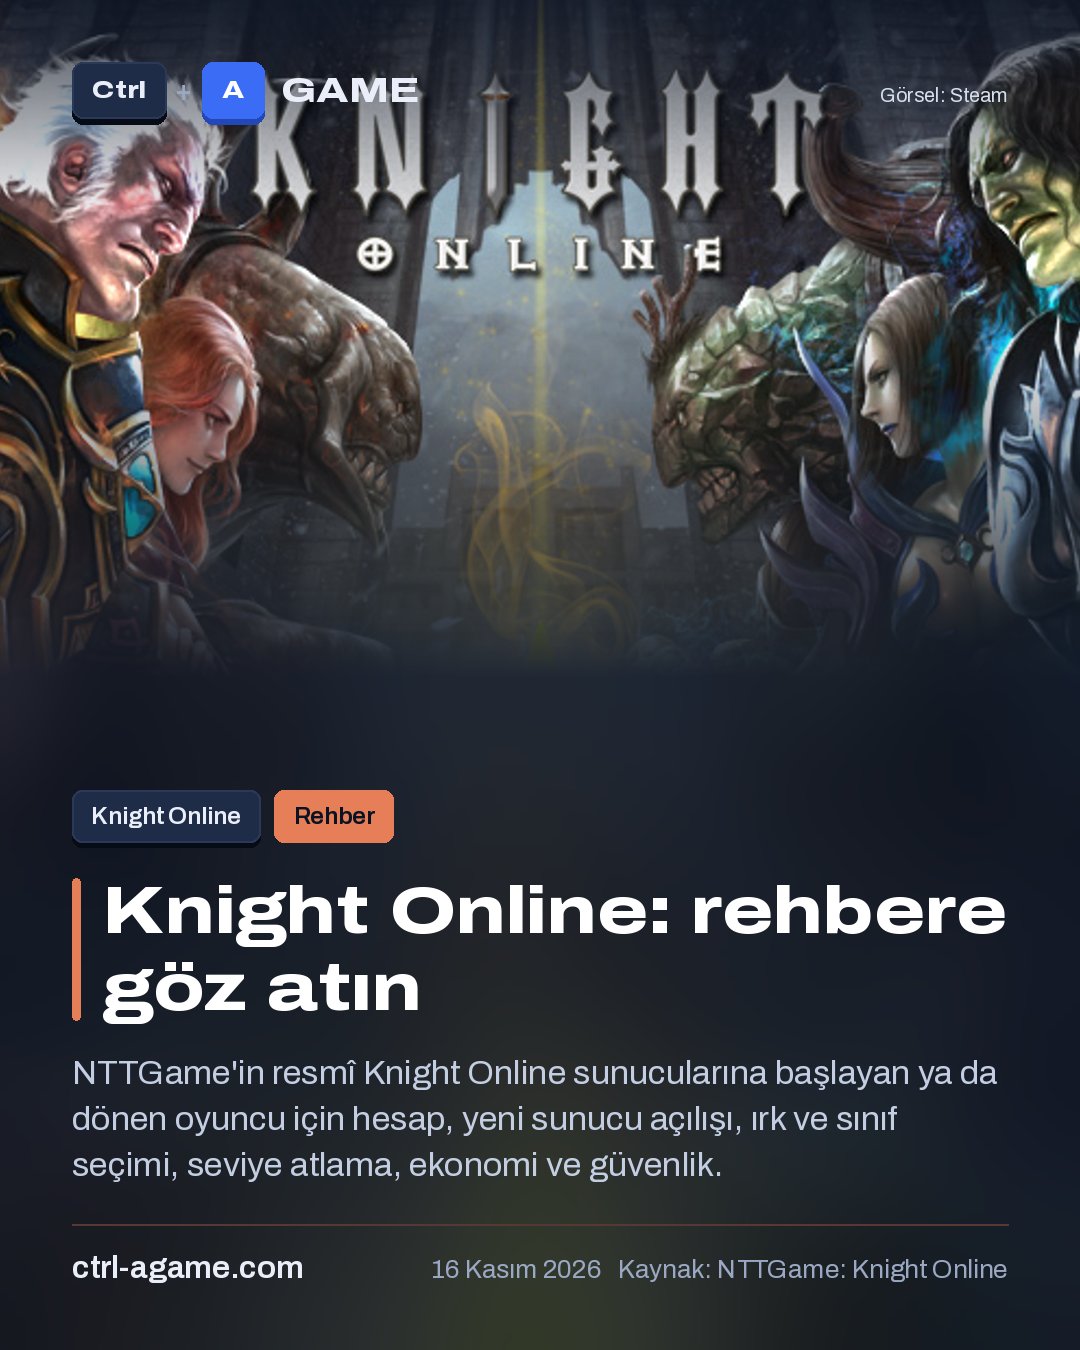 Ctrl + A GAME
Görsel: Steam
KNIGHT
ONLINE
Knight Online
Rehber
Knight Online: rehbere
göz atın
NTTGame'in resmî Knight Online sunucularına başlayan ya da
dönen oyuncu için hesap, yeni sunucu açılışı, ırk ve sınıf
seçimi, seviye atlama, ekonomi ve güvenlik.
ctrl-agame.com
16 Kasım 2026 Kaynak: NTTGame: Knight Online